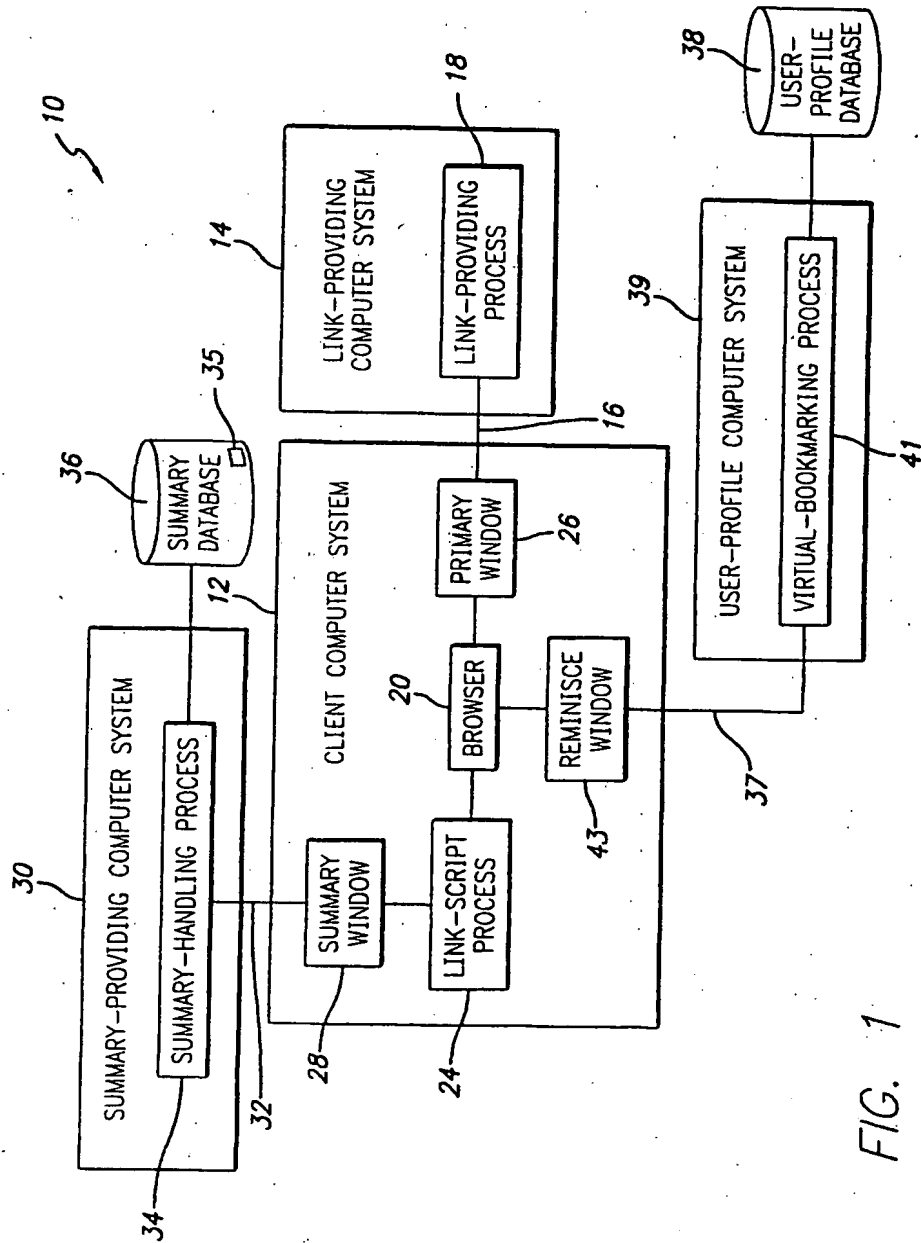 10
30
SUMMARY-PROVIDING COMPUTER SYSTEM
SUMMARY-HANDLING PROCESS
34
36
SUMMARY
DATABASE
35
32
12
CLIENT COMPUTER SYSTEM
SUMMARY
WINDOW
28
LINK-SCRIPT
PROCESS
24
20
BROWSER
PRIMARY
WINDOW
26
REMINISCE
WINDOW
43
14
LINK-PROVIDING
COMPUTER SYSTEM
18
LINK-PROVIDING
PROCESS
16
37
39
USER-PROFILE COMPUTER SYSTEM
VIRTUAL-BOOKMARKING PROCESS
41
38
USER-
PROFILE
DATABASE
FIG. 1